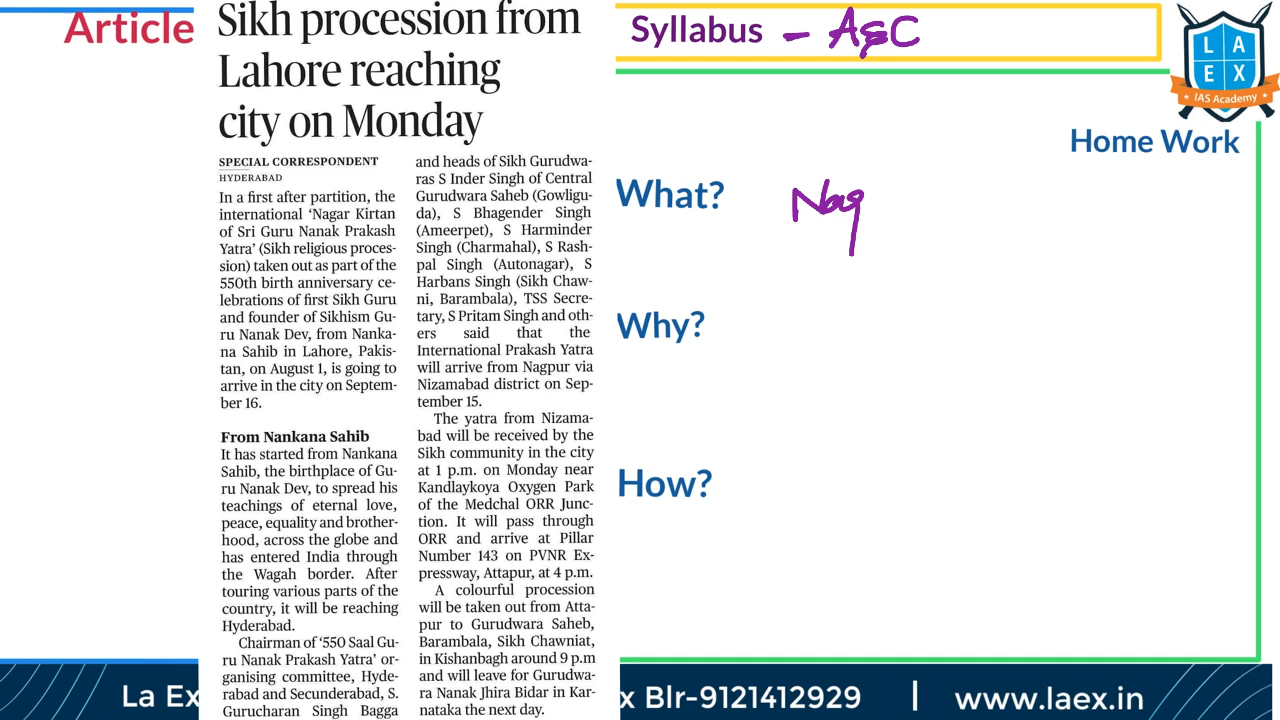 Article
Sikh procession from
Lahore reaching
city on Monday
SPECIAL CORRESPONDENT
HYDERABAD
In a first after partition, the
international ‘Nagar Kirtan
of Sri Guru Nanak Prakash
Yatra’ (Sikh religious proces-
sion) taken out as part of the
550th birth anniversary ce-
lebrations of first Sikh Guru
and founder of Sikhism Gu-
ru Nanak Dev, from Nanka-
na Sahib in Lahore, Pakis-
tan, on August 1, is going to
arrive in the city on Septem-
ber 16.
From Nankana Sahib
It has started from Nankana
Sahib, the birthplace of Gu-
ru Nanak Dev, to spread his
teachings of eternal love,
peace, equality and brother-
hood, across the globe and
has entered India through
the Wagah border. After
touring various parts of the
country, it will be reaching
Hyderabad.
Chairman of ‘550 Saal Gu-
ru Nanak Prakash Yatra’ or-
ganising committee, Hyde-
rabad and Secunderabad, S.
Gurucharan Singh Bagga
and heads of Sikh Gurudwa-
ras S Inder Singh of Central
Gurudwara Saheb (Gowligu-
da), S Bhagender Singh
(Ameerpet), S Harminder
Singh (Charmahal), S Rash-
pal Singh (Autonagar), S
Harbans Singh (Sikh Chaw-
ni, Barambala), TSS Secre-
tary, S Pritam Singh and oth-
ers said that the
International Prakash Yatra
will arrive from Nagpur via
Nizamabad district on Sep-
tember 15.
The yatra from Nizama-
bad will be received by the
Sikh community in the city
at 1 p.m. on Monday near
Kandlaykoya Oxygen Park
of the Medchal ORR Junc-
tion. It will pass through
ORR and arrive at Pillar
Number 143 on PVNR Ex-
pressway, Attapur, at 4 p.m.
A colourful procession
will be taken out from Atta-
pur to Gurudwara Saheb,
Barambala, Sikh Chawniat,
in Kishanbagh around 9 p.m
and will leave for Gurudwa-
ra Nanak Jhira Bidar in Kar-
nataka the next day.
Syllabus - A&C
L A
E X
IAS Academy
Home Work
What? Nag
Why?
How?
La Ex
x Blr-9121412929 | www.laex.in